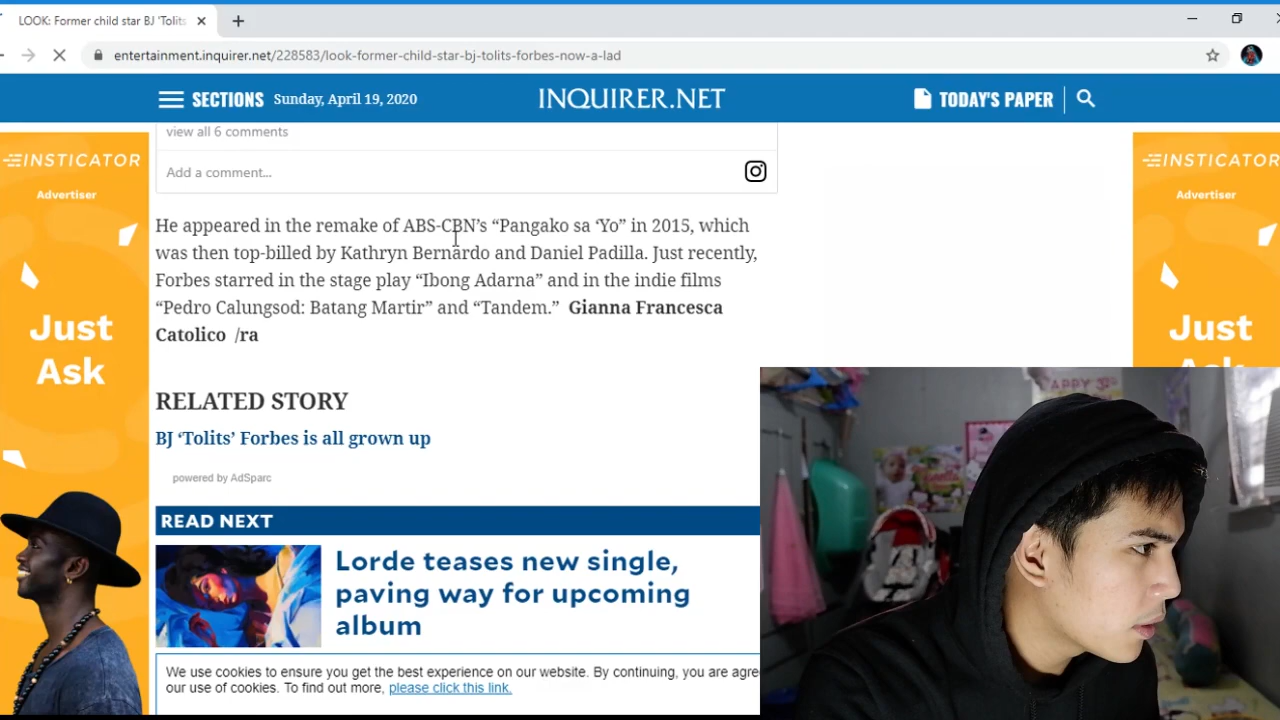 LOOK: Former child star BJ 'Tolits
entertainment.inquirer.net/228583/look-former-child-star-bj-tolits-forbes-now-a-lad
SECTIONS Sunday, April 19, 2020 INQUIRER.NET TODAY'S PAPER
INSTICATOR
Advertiser
Just
Ask
view all 6 comments
Add a comment...
He appeared in the remake of ABS-CBN’s “Pangako sa ‘Yo” in 2015, which
was then top-billed by Kathryn Bernardo and Daniel Padilla. Just recently,
Forbes starred in the stage play “Ibong Adarna” and in the indie films
“Pedro Calungsod: Batang Martir” and “Tandem.” Gianna Francesca
Catolico /ra
RELATED STORY
BJ ‘Tolits’ Forbes is all grown up
powered by AdSparc
READ NEXT
Lorde teases new single,
paving way for upcoming
album
We use cookies to ensure you get the best experience on our website. By continuing, you are agre
our use of cookies. To find out more, please click this link.
INSTICATOR
Advertiser
Just
Ask